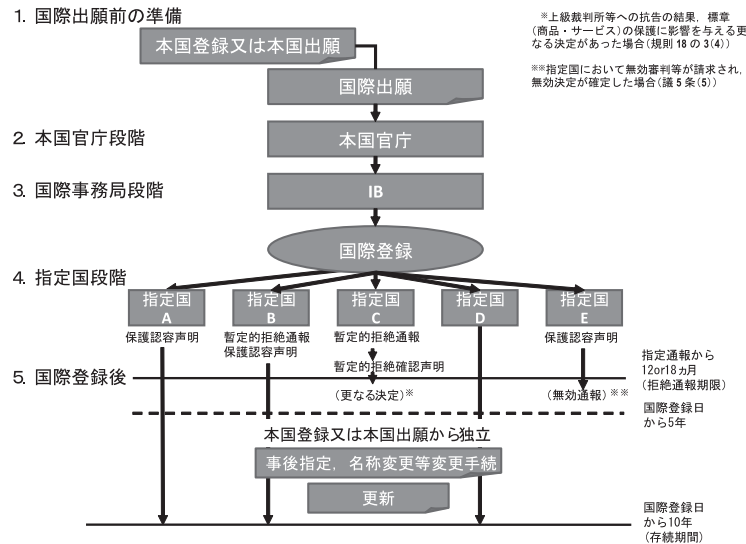 1. 国際出願前の準備
本国登録又は本国出願
国際出願
※上級裁判所等への抗告の結果，標章
（商品・サービス）の保護に影響を与える更
なる決定があった場合（規則 18 の 3(4)）
※※指定国において無効審判等が請求され，
無効決定が確定した場合（議 5 条(5)）
2. 本国官庁段階
本国官庁
3. 国際事務局段階
IB
国際登録
4. 指定国段階
指定国
A
保護認容声明
指定国
B
暫定的拒絶通報
保護認容声明
指定国
C
暫定的拒絶通報
暫定的拒絶確認声明
（更なる決定）※
指定国
D
指定国
E
保護認容声明
（無効通報）※※
5. 国際登録後
指定通報から
12or18ヵ月
（拒絶通報期限）
国際登録日
から5年
本国登録又は本国出願から独立
事後指定，名称変更等変更手続
更新
国際登録日
から10年
（存続期間）